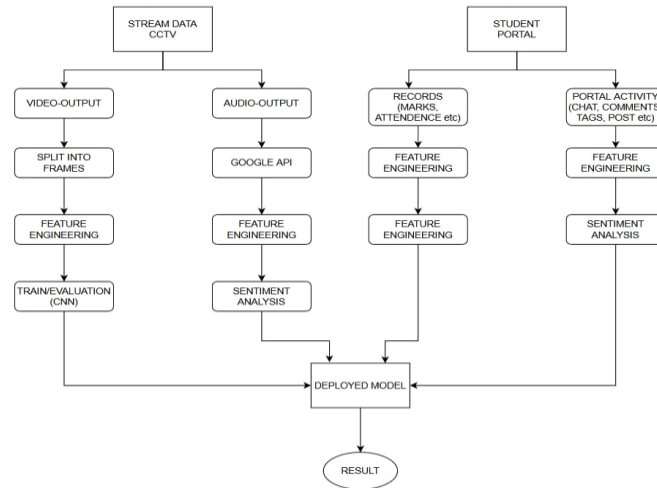 STREAM DATA
CCTV
STUDENT
PORTAL
VIDEO-OUTPUT
AUDIO-OUTPUT
RECORDS
(MARKS,
ATTENDENCE etc)
PORTAL ACTIVITY
(CHAT, COMMENTS
TAGS, POST etc)
SPLIT INTO
FRAMES
GOOGLE API
FEATURE
ENGINEERING
FEATURE
ENGINEERING
FEATURE
ENGINEERING
FEATURE
ENGINEERING
FEATURE
ENGINEERING
SENTIMENT
ANALYSIS
TRAIN/EVALUATION
(CNN)
SENTIMENT
ANALYSIS
DEPLOYED MODEL
RESULT